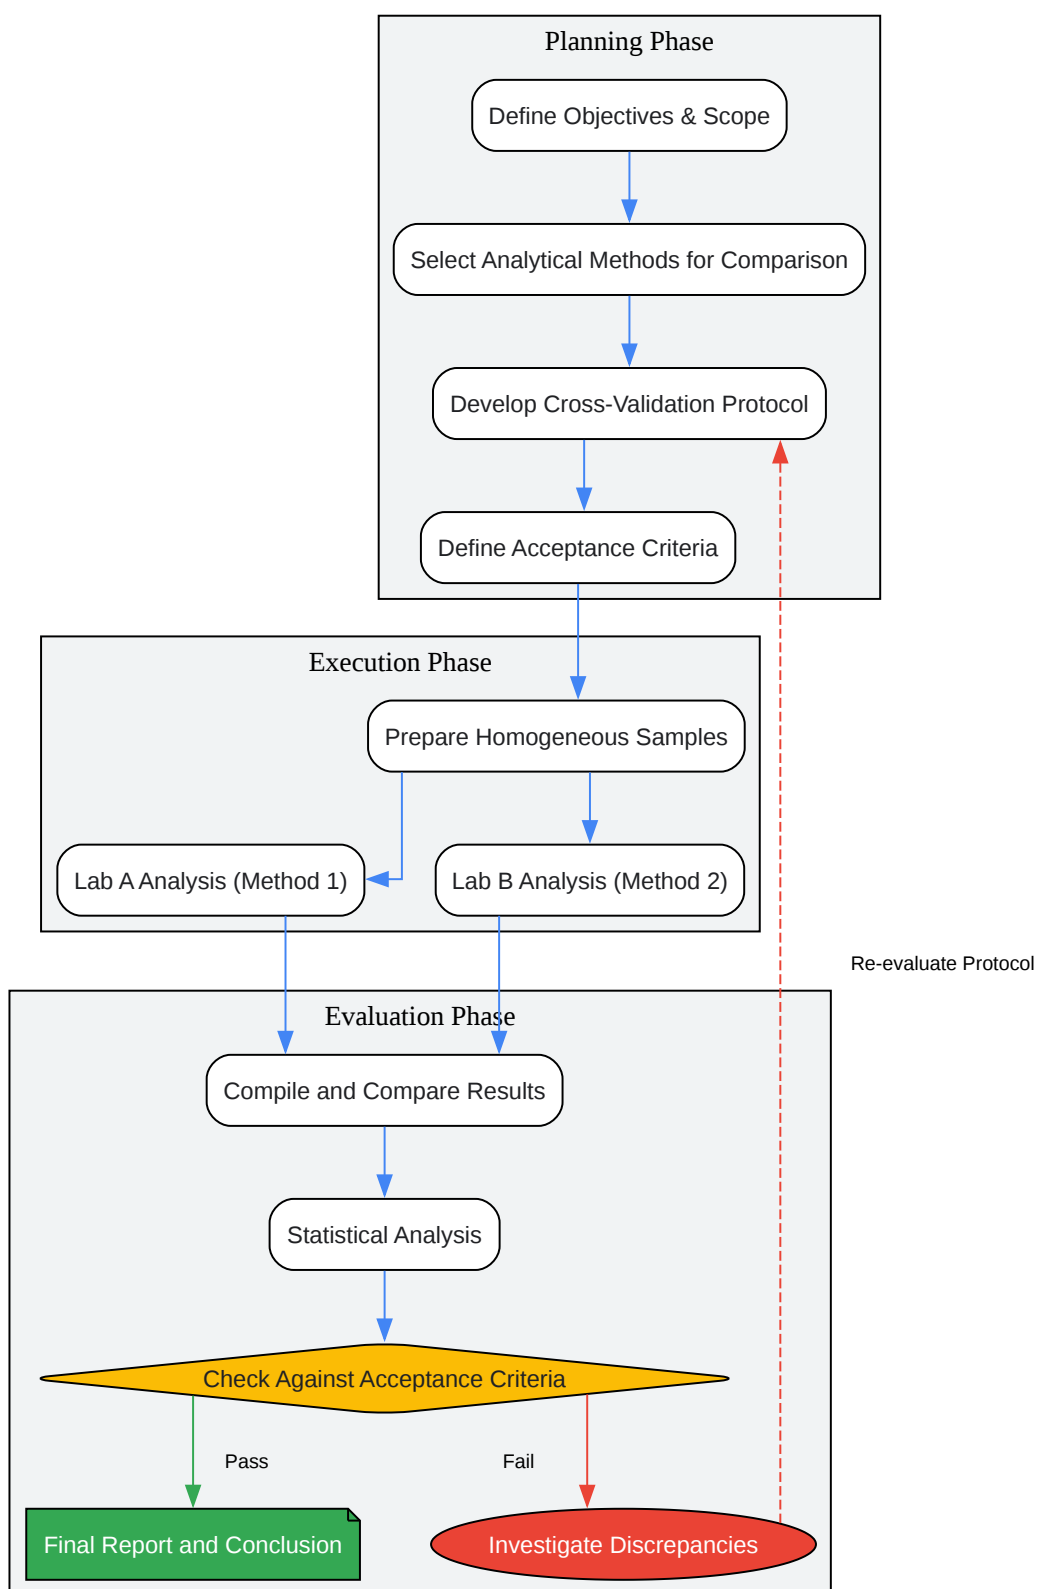 Planning Phase
Define Objectives & Scope
Select Analytical Methods for Comparison
Develop Cross-Validation Protocol
Define Acceptance Criteria
Execution Phase
Prepare Homogeneous Samples
Lab A Analysis (Method 1)
Lab B Analysis (Method 2)
Re-evaluate Protocol
Evaluation Phase
Compile and Compare Results
Statistical Analysis
Check Against Acceptance Criteria
Pass
Fail
Final Report and Conclusion
Investigate Discrepancies